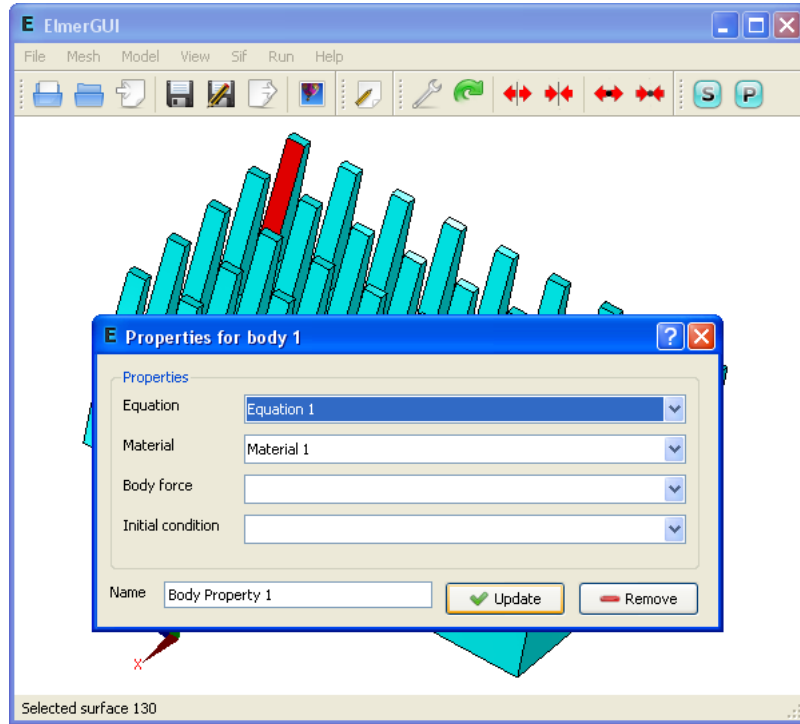 E ElmerGUI
File Mesh Model View Sif Run Help
S P
E Properties for body 1 ?
Properties
Equation Equation 1
Material Material 1
Body force
Initial condition
Name Body Property 1 Update Remove
X
Selected surface 130